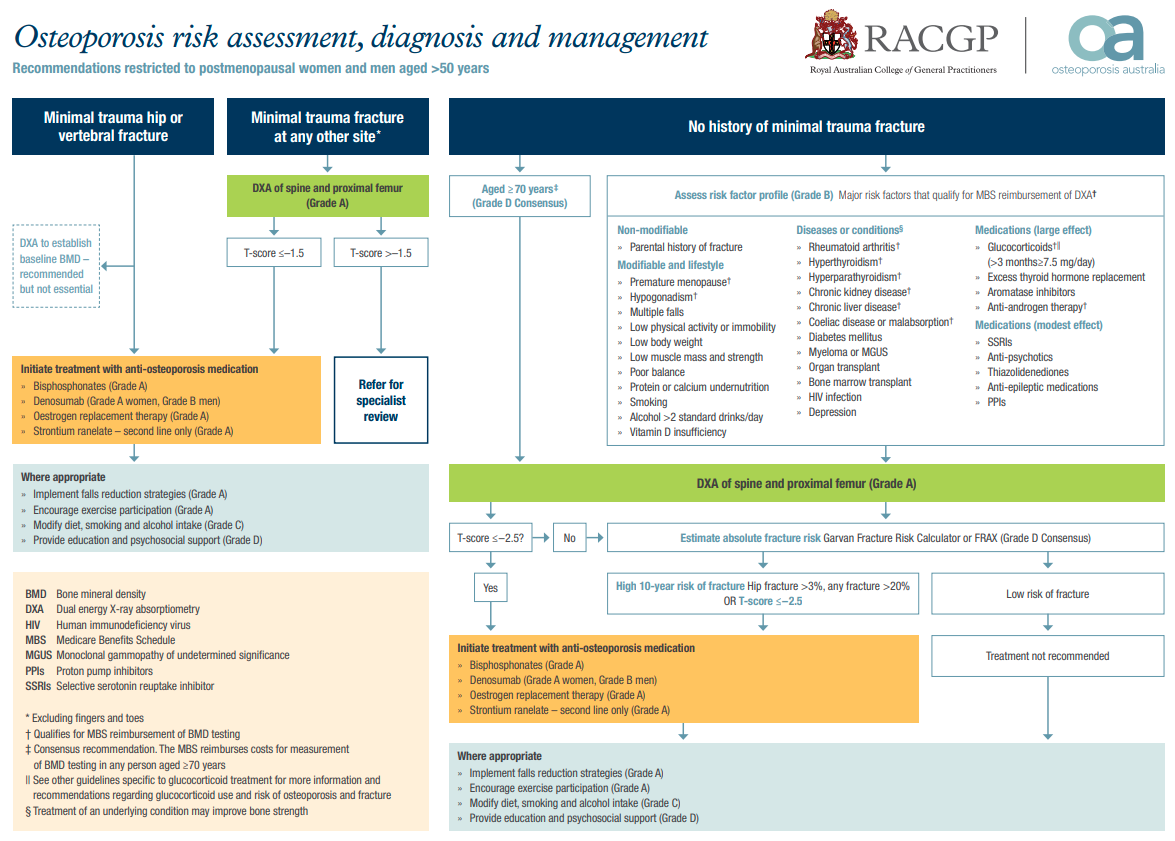 Osteoporosis risk assessment, diagnosis and management
Recommendations restricted to postmenopausal women and men aged >50 years
RACGP
Royal Australian College of General Practitioners
oa
osteoporosis australia
Minimal trauma hip or
vertebral fracture
DXA to establish
baseline BMD –
recommended
but not essential
Minimal trauma fracture
at any other site*
DXA of spine and proximal femur
(Grade A)
T-score ≤–1.5
T-score >–1.5
Initiate treatment with anti-osteoporosis medication
» Bisphosphonates (Grade A)
» Denosumab (Grade A women, Grade B men)
» Oestrogen replacement therapy (Grade A)
» Strontium ranelate – second line only (Grade A)
Refer for
specialist
review
Where appropriate
» Implement falls reduction strategies (Grade A)
» Encourage exercise participation (Grade A)
» Modify diet, smoking and alcohol intake (Grade C)
» Provide education and psychosocial support (Grade D)
BMD Bone mineral density
DXA Dual energy X-ray absorptiometry
HIV Human immunodeficiency virus
MBS Medicare Benefits Schedule
MGUS Monoclonal gammopathy of undetermined significance
PPIs Proton pump inhibitors
SSRIs Selective serotonin reuptake inhibitor
* Excluding fingers and toes
† Qualifies for MBS reimbursement of BMD testing
‡ Consensus recommendation. The MBS reimburses costs for measurement
of BMD testing in any person aged ≥70 years
|| See other guidelines specific to glucocorticoid treatment for more information and
recommendations regarding glucocorticoid use and risk of osteoporosis and fracture
§ Treatment of an underlying condition may improve bone strength
No history of minimal trauma fracture
Aged ≥70 years‡
(Grade D Consensus)
Assess risk factor profile (Grade B) Major risk factors that qualify for MBS reimbursement of DXA†
Non-modifiable
» Parental history of fracture
Modifiable and lifestyle
» Premature menopause†
» Hypogonadism†
» Multiple falls
» Low physical activity or immobility
» Low body weight
» Low muscle mass and strength
» Poor balance
» Protein or calcium undernutrition
» Smoking
» Alcohol >2 standard drinks/day
» Vitamin D insufficiency
Diseases or conditions§
» Rheumatoid arthritis†
» Hyperthyroidism†
» Hyperparathyroidism†
» Chronic kidney disease†
» Chronic liver disease†
» Coeliac disease or malabsorption†
» Diabetes mellitus
» Myeloma or MGUS
» Organ transplant
» Bone marrow transplant
» HIV infection
» Depression
Medications (large effect)
» Glucocorticoids†||
(>3 months≥7.5 mg/day)
» Excess thyroid hormone replacement
» Aromatase inhibitors
» Anti-androgen therapy†
Medications (modest effect)
» SSRIs
» Anti-psychotics
» Thiazolidenediones
» Anti-epileptic medications
» PPIs
DXA of spine and proximal femur (Grade A)
T-score ≤–2.5?
No
Estimate absolute fracture risk Garvan Fracture Risk Calculator or FRAX (Grade D Consensus)
Yes
High 10-year risk of fracture Hip fracture >3%, any fracture >20%
OR T-score ≤–2.5
Low risk of fracture
Initiate treatment with anti-osteoporosis medication
» Bisphosphonates (Grade A)
» Denosumab (Grade A women, Grade B men)
» Oestrogen replacement therapy (Grade A)
» Strontium ranelate – second line only (Grade A)
Treatment not recommended
Where appropriate
» Implement falls reduction strategies (Grade A)
» Encourage exercise participation (Grade A)
» Modify diet, smoking and alcohol intake (Grade C)
» Provide education and psychosocial support (Grade D)